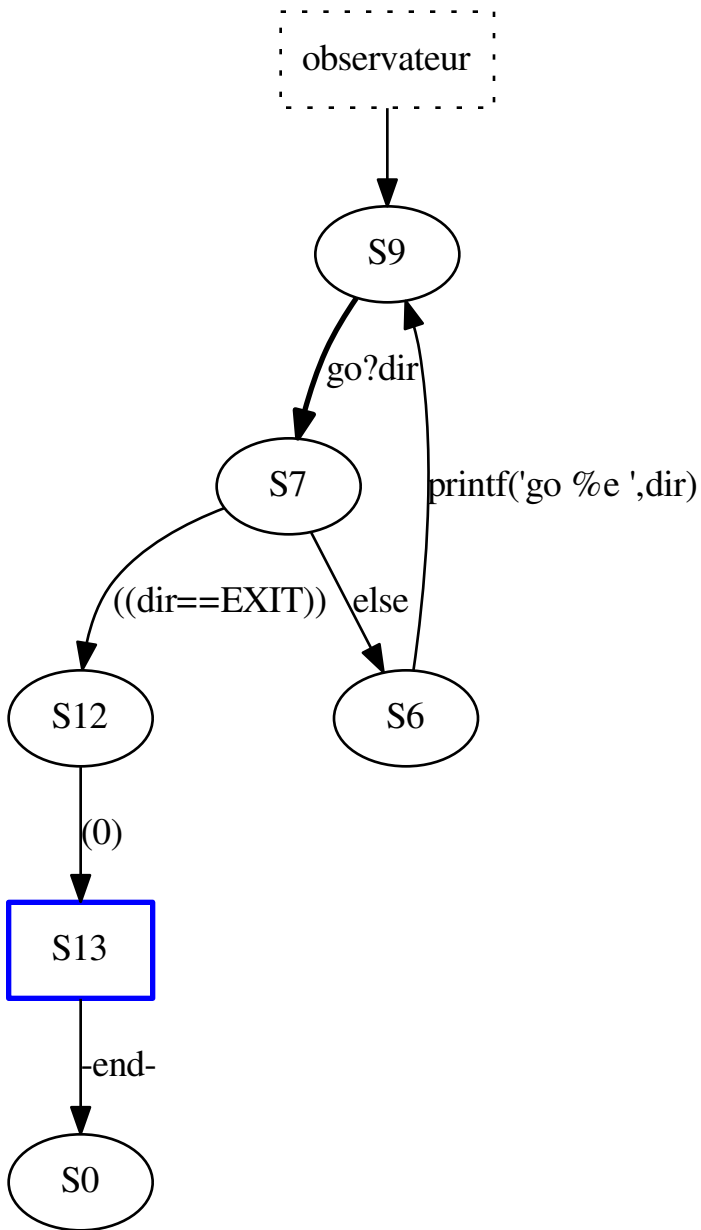 observateur
S9
go?dir
S7
printf('go %e ',dir)
((dir==EXIT))
else
S12
S6
(0)
S13
-end-
S0